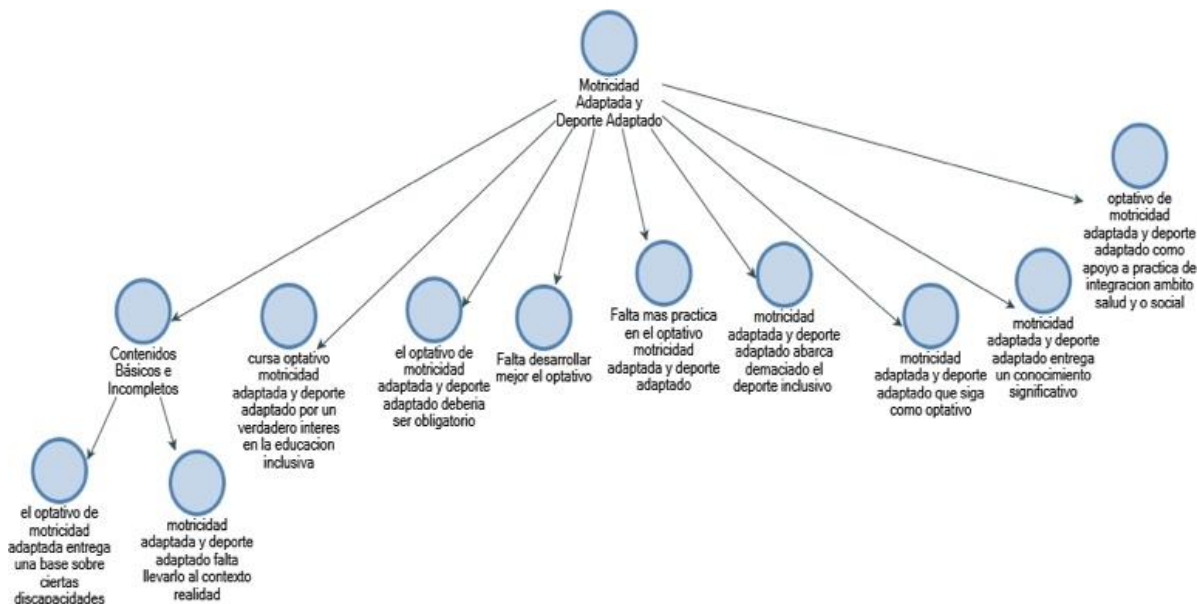 Motricidad
Adaptada y
Deporte Adaptado
optativo de
motricidad
adaptada y deporte
adaptado como
apoyo a practica de
integracion ambito
salud y o social
Contenidos
Básicos e
Incompletos
cursa optativo
motricidad
adaptada y deporte
adaptado por un
verdadero interes
en la educacion
inclusiva
el optativo de
motricidad
adaptada y deporte
adaptado deberia
ser obligatorio
Falta desarrollar
mejor el optativo
Falta mas practica
en el optativo
motricidad
adaptada y deporte
adaptado
motricidad
adaptada y deporte
adaptado abarca
demaciado el
deporte inclusivo
motricidad
adaptada y deporte
adaptado que siga
como optativo
motricidad
adaptada y deporte
adaptado entrega
un conocimiento
significativo
el optativo de
motricidad
adaptada entrega
una base sobre
ciertas
discapacidades
motricidad
adaptada y deporte
adaptado falta
llevarlo al contexto
realidad